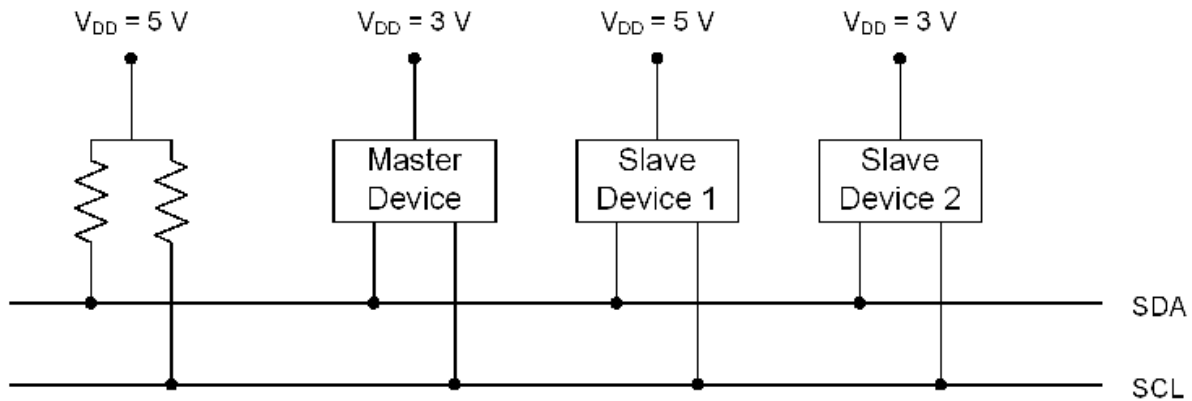 V_DD = 5 V
V_DD = 3 V
V_DD = 5 V
V_DD = 3 V
Master
Device
Slave
Device 1
Slave
Device 2
SDA
SCL